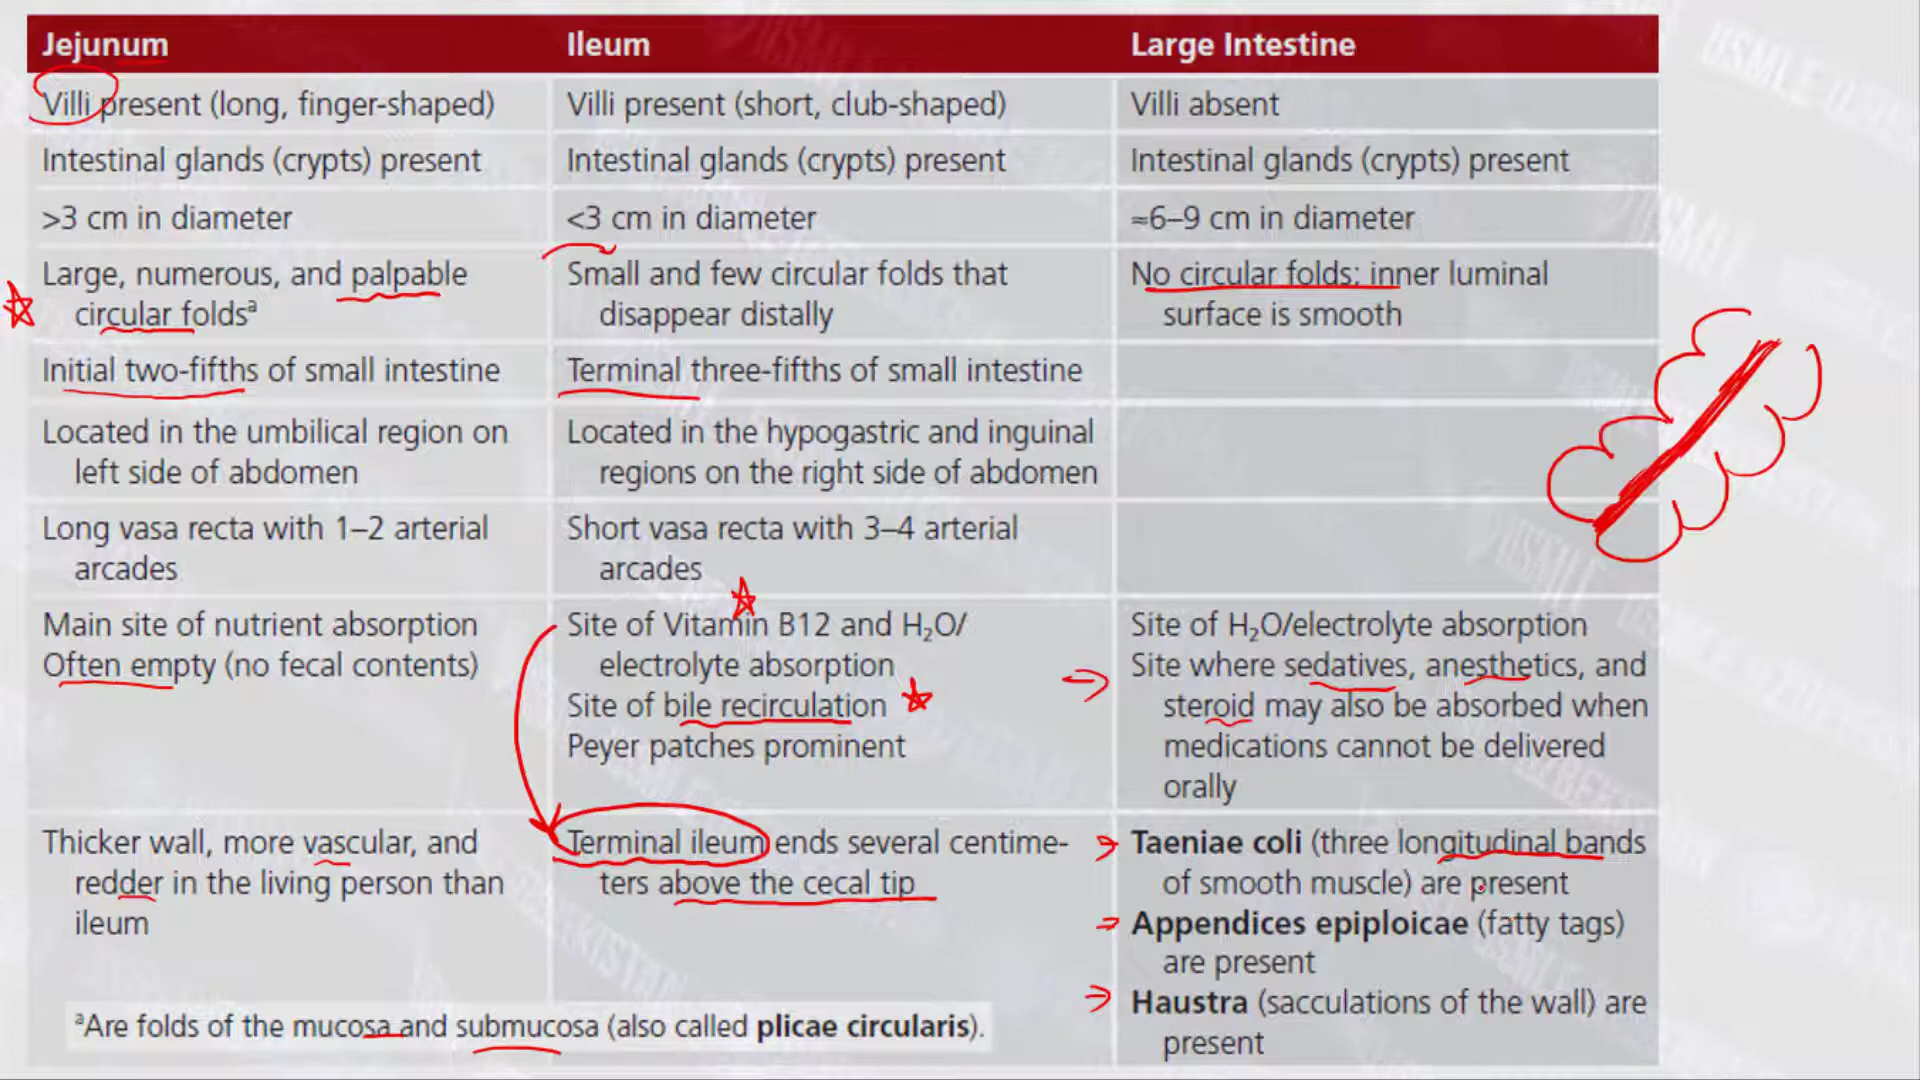 Jejunum
Ileum
Large Intestine
Villi present (long, finger-shaped)
Villi present (short, club-shaped)
Villi absent
Intestinal glands (crypts) present
Intestinal glands (crypts) present
Intestinal glands (crypts) present
>3 cm in diameter
<3 cm in diameter
≈6–9 cm in diameter
Large, numerous, and palpable
circular foldsᵃ
Small and few circular folds that
disappear distally
No circular folds; inner luminal
surface is smooth
Initial two-fifths of small intestine
Terminal three-fifths of small intestine
Located in the umbilical region on
left side of abdomen
Located in the hypogastric and inguinal
regions on the right side of abdomen
Long vasa recta with 1–2 arterial
arcades
Short vasa recta with 3–4 arterial
arcades
Main site of nutrient absorption
Often empty (no fecal contents)
Site of Vitamin B12 and H₂O/
electrolyte absorption
Site of bile recirculation
Peyer patches prominent
Site of H₂O/electrolyte absorption
Site where sedatives, anesthetics, and
steroid may also be absorbed when
medications cannot be delivered
orally
Thicker wall, more vascular, and
redder in the living person than
ileum
Terminal ileum ends several centime-
ters above the cecal tip
Taeniae coli (three longitudinal bands
of smooth muscle) are present
Appendices epiploicae (fatty tags)
are present
Haustra (sacculations of the wall) are
present
ᵃAre folds of the mucosa and submucosa (also called plicae circularis).